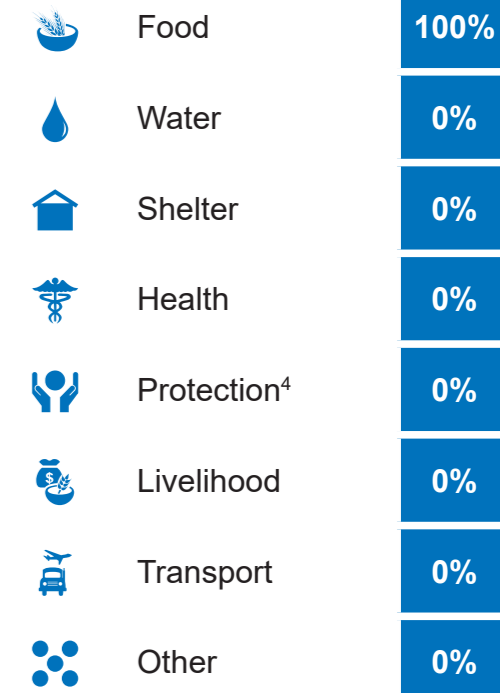 Food 100%
Water 0%
Shelter 0%
Health 0%
Protection⁴ 0%
Livelihood 0%
$
Transport 0%
Other 0%